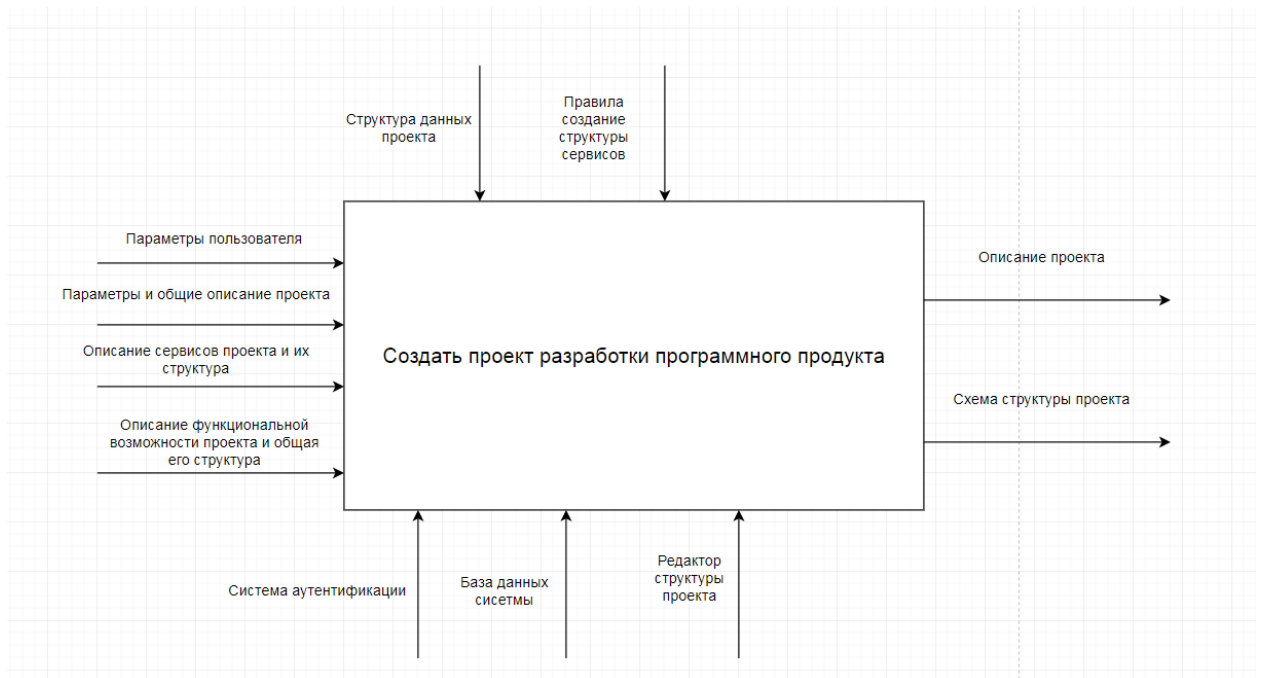 Структура данных
проекта
Правила
создание
структуры
сервисов
Параметры пользователя
Параметры и общие описание проекта
Описание сервисов проекта и их
структура
Описание функциональной
возможности проекта и общая
его структура
Создать проект разработки программного продукта
Описание проекта
Схема структуры проекта
Система аутентификации
База данных
сисетмы
Редактор
структуры
проекта